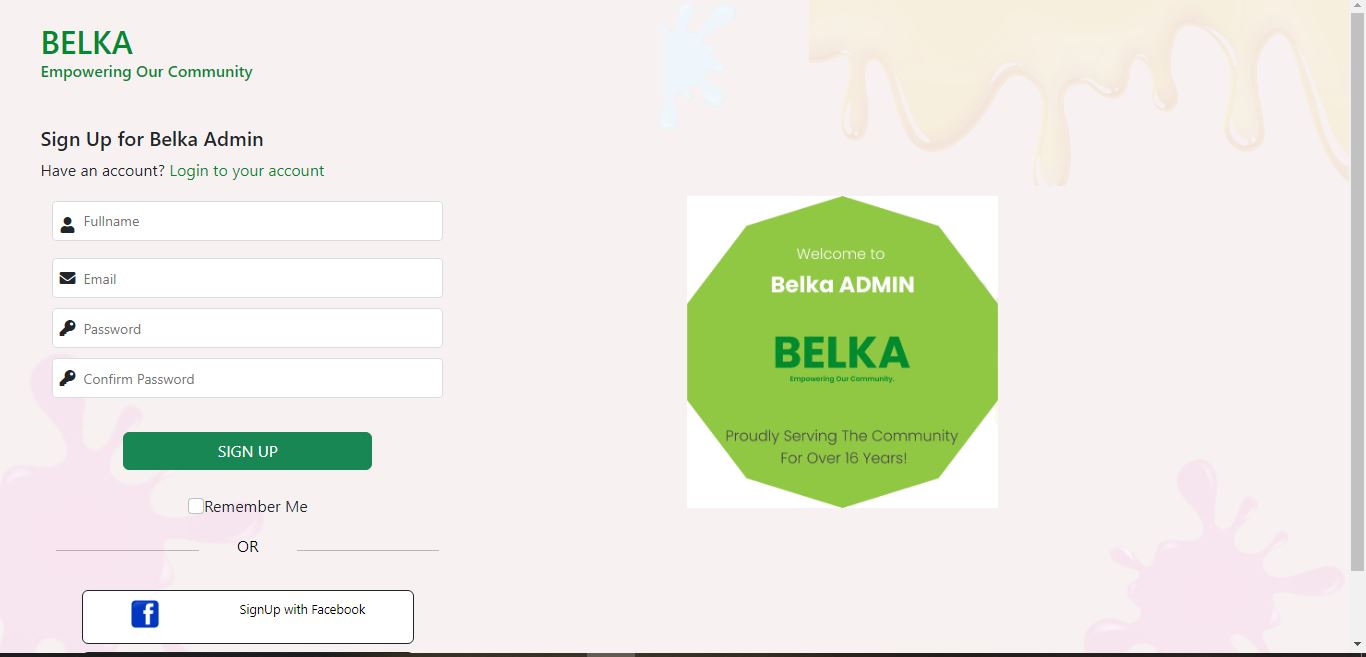 BELKA
Empowering Our Community
Sign Up for Belka Admin
Have an account? Login to your account
Fullname
Email
Password
Confirm Password
SIGN UP
Remember Me
OR
SignUp with Facebook
Welcome to
Belka ADMIN
BELKA
Empowering Our Community.
Proudly Serving The Community
For Over 16 Years!